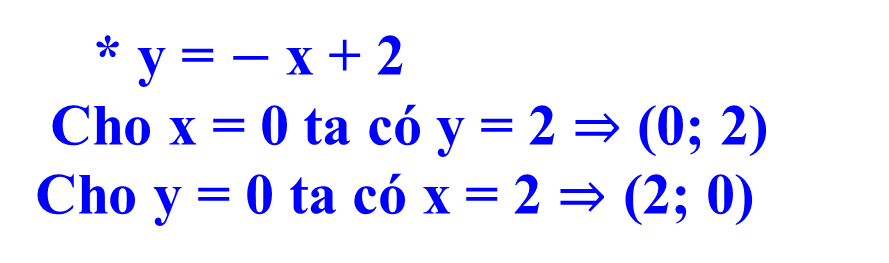 * y = – x + 2
Cho x = 0 ta có y = 2 ⇒ (0; 2)
Cho y = 0 ta có x = 2 ⇒ (2; 0)